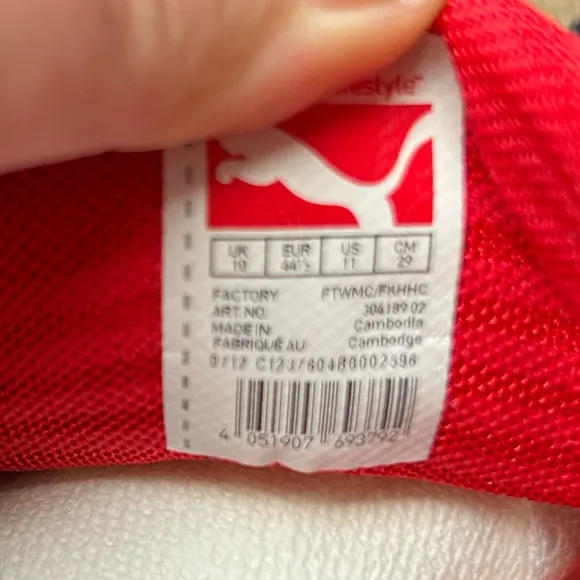 UK EUR US CM
10 44½ 11 29
FACTORY FTWMC/FKHHC
ART.NO. 304189 02
MADE IN Cambodia
FABRIQUÉ AU Cambodge
4 051907 693792